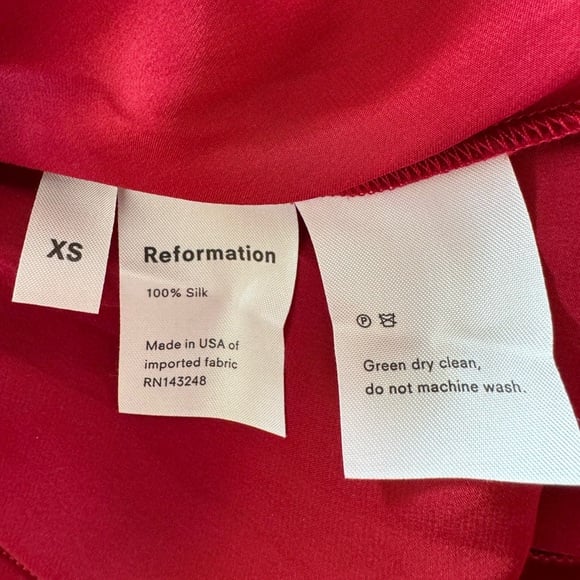 XS
Reformation
100% Silk
Made in USA of
imported fabric
RN143248
P
Green dry clean,
do not machine wash.